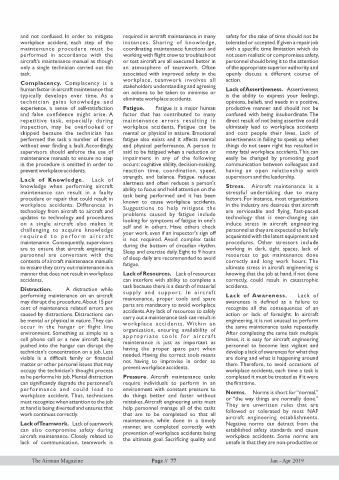 and not confused. In order to mitigate
workplace accident, each step of the
maintenance procedure must be
performed in accordance with the
aircraft's maintenance manual as though
only a single technician carried out the
task.
Complacency. Complacency is a
human factor in aircraft maintenance that
typically develops over time. As a
technician gains knowledge and
experience, a sense of self-satisfaction
and false confidence might arise. A
repetitive task, especially during
inspection, may be overlooked or
skipped because the technician has
performed the task a number of times
without ever finding a fault. Accordingly
supervisors should enforce the use of
maintenance manuals to ensure no step
in the procedure is omitted in order to
prevent workplace accidents.
Lack of Knowledge. Lack of
knowledge when performing aircraft
maintenance can result in a faulty
procedure or repair that could result in
workplace accidents. Differences in
technology from aircraft to aircraft and
updates to technology and procedures
on a single aircraft also makes it
challenging to acquire knowledge
required to perform aircraft
maintenance. Consequently, supervisors
are to ensure that aircraft engineering
personnel are conversant with the
contents of aircraft maintenance manuals
to ensure they carry out maintenance in a
manner that does not result in workplace
accidents.
Distraction. A distraction while
performing maintenance on an aircraft
may disrupt the procedure. About 15 per
cent of maintenance related errors are
caused by distractions. Distractions can
be mental or physical in nature. They can
occur in the hangar or flight line
environment. Something as simple as a
cell phone call or a new aircraft being
pushed into the hangar can disrupt the
technician's concentration on a job. Less
visible is a difficult family or financial
matter or other personal issues that may
occupy the technician's thought process
as he performs his job. Mental distraction
can significantly degrade the personnel's
performance and could lead to
workplace accident. Thus, technicians
must recognize when attention to the job
at hand is being diverted and ensures that
work continues correctly.
Lack of Teamwork. Lack of teamwork
can also compromise safety during
aircraft maintenance. Closely related to
lack of communication, teamwork is
required in aircraft maintenance in many
instances. Sharing of knowledge,
coordinating maintenance functions and
working with flight crew to troubleshoot
or test aircraft are all executed better in
an atmosphere of teamwork. Often
associated with improved safety in the
workplace, teamwork involves all
stakeholders understanding and agreeing
on actions to be taken to minimise or
eliminate workplace accidents.
Fatigue. Fatigue is a major human
factor that has contributed to many
maintenance errors resulting in
workplace accidents. Fatigue can be
mental or physical in nature. Emotional
fatigue also exists and it affects mental
and physical performance. A person is
said to be fatigued when a reduction or
impairment in any of the following
occurs: cognitive ability, decision-making,
reaction time, coordination, speed,
strength, and balance. Fatigue reduces
alertness and often reduces a person's
ability to focus and hold attention on the
task being performed and it has been
known to cause workplace accidents.
Suggestions to help mitigate the
problems caused by fatigue include
looking for symptoms of fatigue in one's
self and in others. Have others check
your work, even if an inspector's sign off
is not required. Avoid complex tasks
during the bottom of circadian rhythm.
Sleep and exercise daily. Eight to 9 hours
of sleep daily are recommended to avoid
fatigue.
Lack of Resources. Lack of resources
can interfere with ability to complete a
task because there is a dearth of material
supply and support. In aircraft
maintenance, proper tools and spare
parts are mandatory to avoid workplace
accidents. Any lack of resources to safely
carry out a maintenance task can result in
workplace accidents. Within an
organization, ensuring availability of
appropriate tools for aircraft
maintenance is just as important as
having the proper spare part when
needed. Having the correct tools meets
not, having to improvise in order to
prevent workplace accidents.
Pressure. Aircraft maintenance tasks
require individuals to perform in an
environment with constant pressure to
do things better and faster without
mistakes. Aircraft engineering units must
help personnel manage all of the tasks
that are to be completed so that all
maintenance, while done in a timely
manner, are completed correctly with
prevention of workplace accidents being
the ultimate goal. Sacrificing quality and
safety for the sake of time should not be
tolerated or accepted. If given a repair job
with a specific time limitation which do
not seem realistic or compromises safety,
personnel should bring it to the attention
of the appropriate superior authority and
openly discuss a different course of
action.
Lack of Assertiveness. Assertiveness
is the ability to express your feelings,
opinions, beliefs, and needs in a positive,
productive manner and should not be
confused with being insubordinate. The
direct result of not being assertive could
ultimately lead to workplace accidents
and cost people their lives. Lack of
assertiveness in failing to speak up when
things do not seem right has resulted in
many fatal workplace accidents. This can
easily be changed by promoting good
communication between colleagues and
having an open relationship with
supervisors and the leadership.
Stress. Aircraft maintenance is a
stressful undertaking due to many
factors. For instance, most organisations
in the industry are desirous that aircraft
are serviceable and flying. Fast-paced
technology that is ever-changing can
induce stress in aircraft engineering
personnel as they are expected to be fully
acquainted with the latest equipment and
procedures. Other stressors include
working in dark, tight spaces, lack of
resources to get maintenance done
correctly and long work hours. The
ultimate stress in aircraft engineering is
knowing that the job at hand, if not done
correctly, could result in catastrophic
accidents.
Lack of Awareness. Lack of
awareness is defined as a failure to
recognise all the consequences of an
action or lack of foresight. In aircraft
engineering, it is not unusual to perform
the same maintenance tasks repeatedly.
After completing the same task multiple
times, it is easy for aircraft engineering
personnel to become less vigilant and
develop a lack of awareness for what they
are doing and what is happening around
them. Therefore, to avoid occasions of
workplace accidents, each time a task is
completed it must be treated as if it were
the first time.
Norms. Norms is short for "normal,"
or "the way things are normally done."
They are unwritten rules that are
followed or tolerated by most NAF
aircraft engineering establishments.
Negative norms can detract from the
established safety standards and cause
workplace accidents. Some norms are
unsafe in that they are non-productive or
The Airman Magazine
Page // 77
Jan - Apr 2019